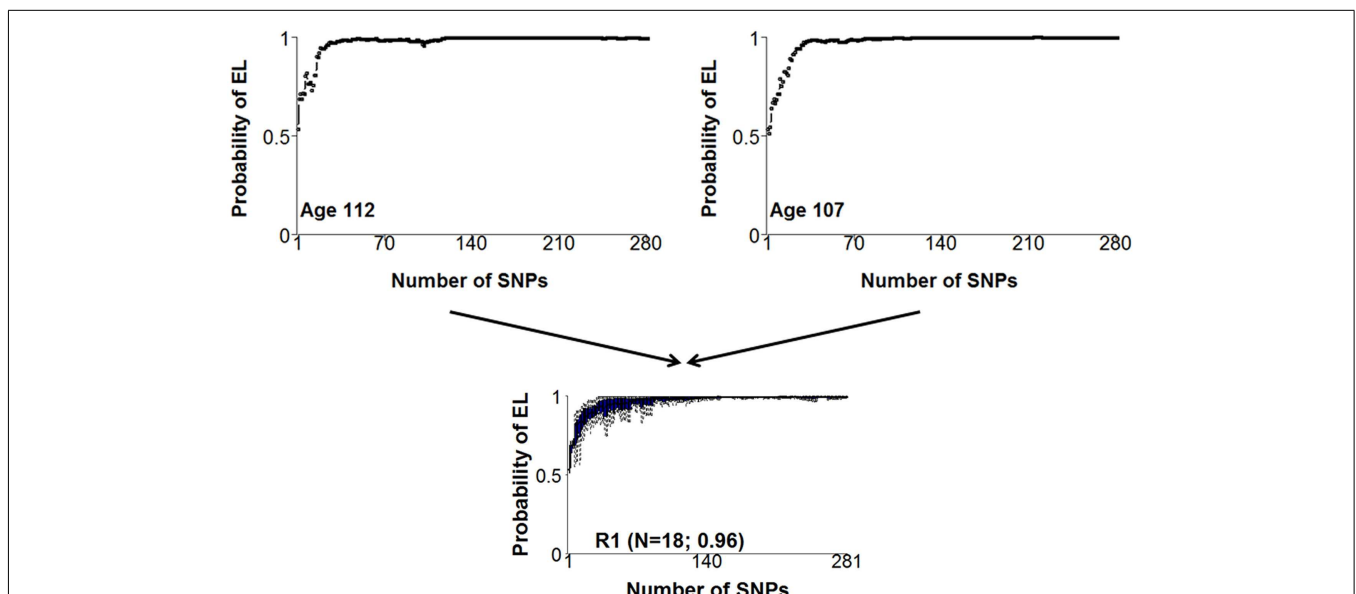 Probability of EL
1
0.5
0
Age 112
1 70 140 210 280
Number of SNPs
Probability of EL
1
0.5
0
Age 107
1 70 140 210 280
Number of SNPs
Probability of EL
1
0.5
0
R1 (N=18; 0.96)
1 140 281
Number of SNPs